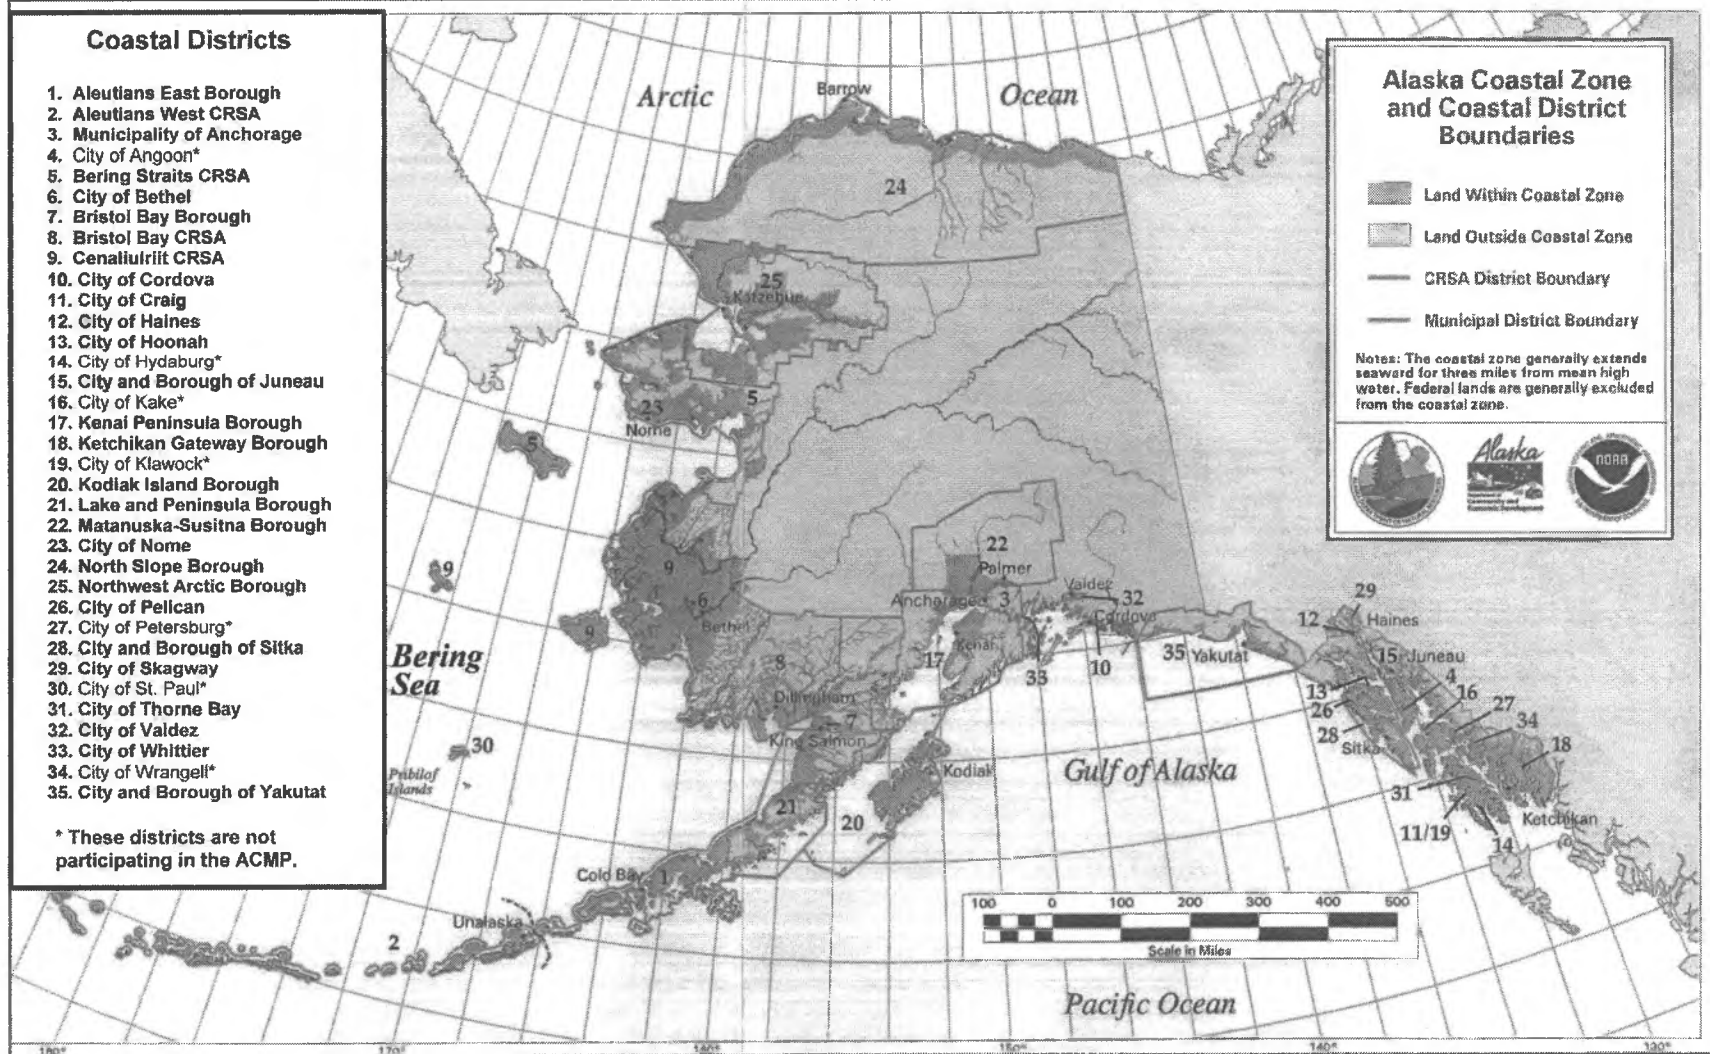 Coastal Districts
1. Aleutians East Borough
2. Aleutians West CRSA
3. Municipality of Anchorage
4. City of Angoon*
5. Bering Straits CRSA
6. City of Bethel
7. Bristol Bay Borough
8. Bristol Bay CRSA
9. Cenaliulriit CRSA
10. City of Cordova
11. City of Craig
12. City of Haines
13. City of Hoonah
14. City of Hydaburg*
15. City and Borough of Juneau
16. City of Kake*
17. Kenai Peninsula Borough
18. Ketchikan Gateway Borough
19. City of Klawock*
20. Kodiak Island Borough
21. Lake and Peninsula Borough
22. Matanuska-Susitna Borough
23. City of Nome
24. North Slope Borough
25. Northwest Arctic Borough
26. City of Pelican
27. City of Petersburg*
28. City and Borough of Sitka
29. City of Skagway
30. City of St. Paul*
31. City of Thorne Bay
32. City of Valdez
33. City of Whittier
34. City of Wrangell*
35. City and Borough of Yakutat
* These districts are not
participating in the ACMP.
Alaska Coastal Zone
and Coastal District
Boundaries
Land Within Coastal Zone
Land Outside Coastal Zone
CRSA District Boundary
Municipal District Boundary
Notes: The coastal zone generally extends
seaward for three miles from mean high
water. Federal lands are generally excluded
from the coastal zone.
Alaska
Department of
Community and
Economic Development
NOAA
Arctic
Barrow
Ocean
24
25
Kotzebue
5
23
Nome
5
22
Palmer
9
9
6
Bethel
9
Anchorage
3
Valdez
32
Cordova
29
12
Haines
Bering
Sea
8
Kenai
17
33
10
35
Yakutat
15
Juneau
Dillingham
7
King Salmon
13
26
4
16
27
34
28
Sitka
18
30
Pribilof
Islands
Kodiak
Gulf of Alaska
21
20
31
11/19
14
Ketchikan
Cold Bay
1
Unalaska
2
100
0
100
200
300
400
500
Scale in Miles
Pacific Ocean
180°
170°
160°
150°
140°
130°